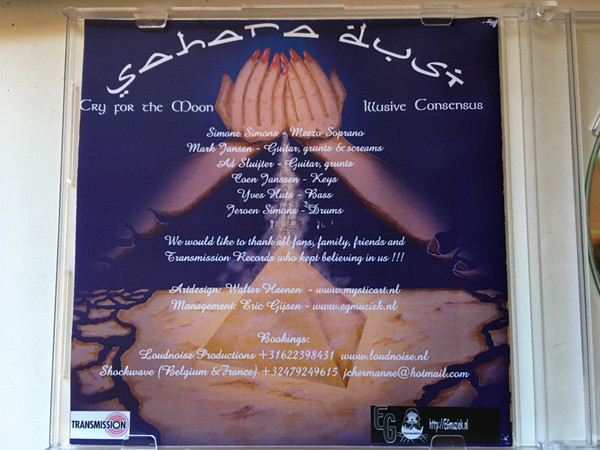 sahara dust
Cry for the Moon Illusive Consensus
Simone Simons - Mezzo Soprano
Mark Jansen - Guitar, grunts & screams
Ad Sluijter - Guitar, grunts
Coen Janssen - Keys
Yves Huts - Bass
Jeroen Simons - Drums
We would like to thank all fans, family, friends and
Transmission Records who kept believing in us !!!
Artdesign: Walter Haenen - www.mysticart.nl
Management: Eric Gijsen - www.egmuziek.nl
Bookings:
Loudnoise Productions +31622398431 www.loudnoise.nl
Shockwave (Belgium &France) +32479249615 jchermanne@hotmail.com
TRANSMISSION EG http://EGmuziek.nl